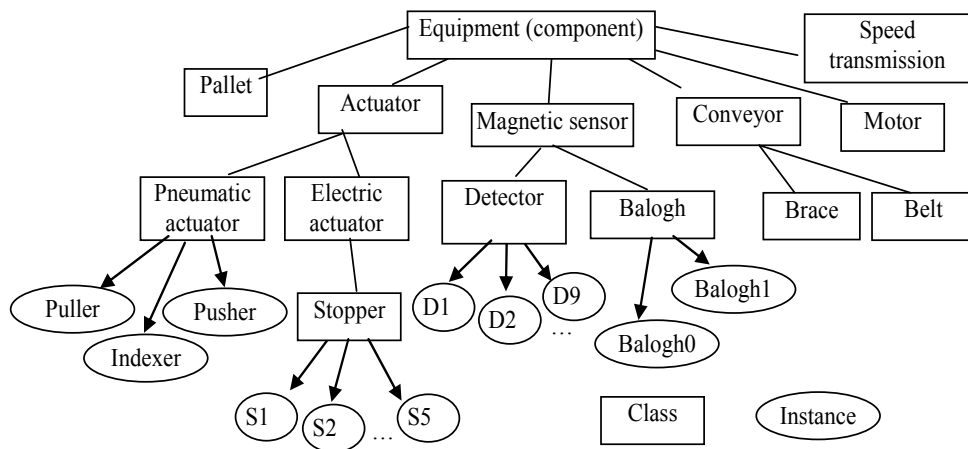 Equipment (component)
Speed
transmission
Pallet
Actuator
Magnetic sensor
Conveyor
Motor
Pneumatic
actuator
Electric
actuator
Detector
Balogh
Brace
Belt
Puller
Pusher
Indexer
Stopper
D1
D2
D9
...
Balogh1
Balogh0
S1
S2
...
S5
Class
Instance